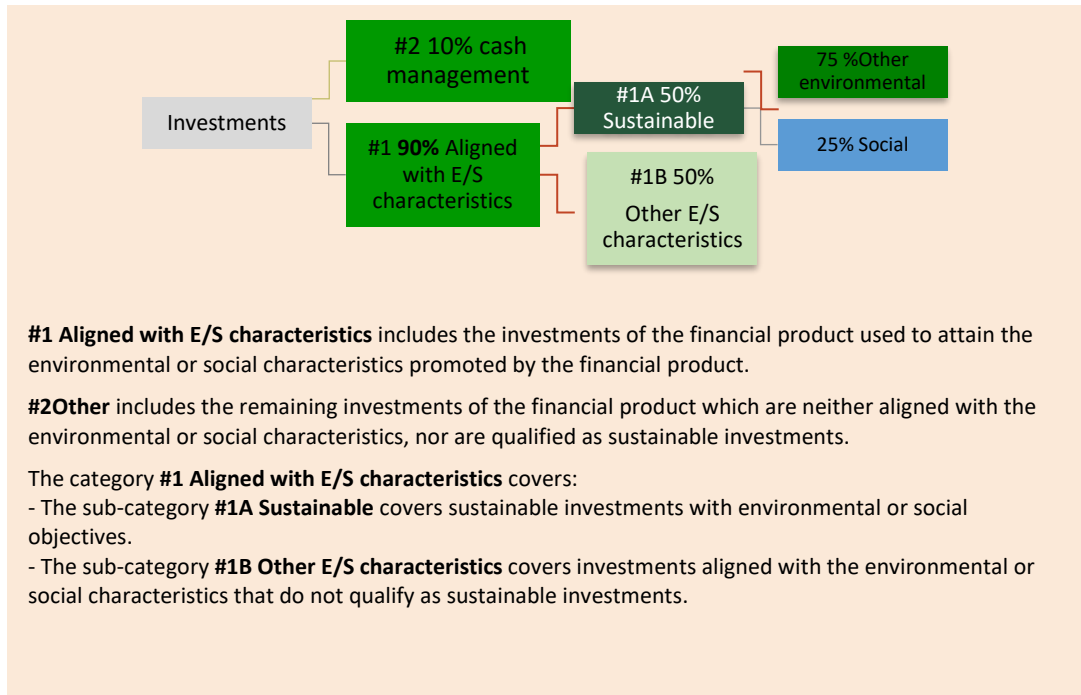 #2 10% cash
management
75 %Other
environmental
#1A 50%
Sustainable
Investments
#1 90% Aligned
with E/S
characteristics
25% Social
#1B 50%
Other E/S
characteristics
#1 Aligned with E/S characteristics includes the investments of the financial product used to attain the
environmental or social characteristics promoted by the financial product.
#2Other includes the remaining investments of the financial product which are neither aligned with the
environmental or social characteristics, nor are qualified as sustainable investments.
The category #1 Aligned with E/S characteristics covers:
- The sub-category #1A Sustainable covers sustainable investments with environmental or social
objectives.
- The sub-category #1B Other E/S characteristics covers investments aligned with the environmental or
social characteristics that do not qualify as sustainable investments.